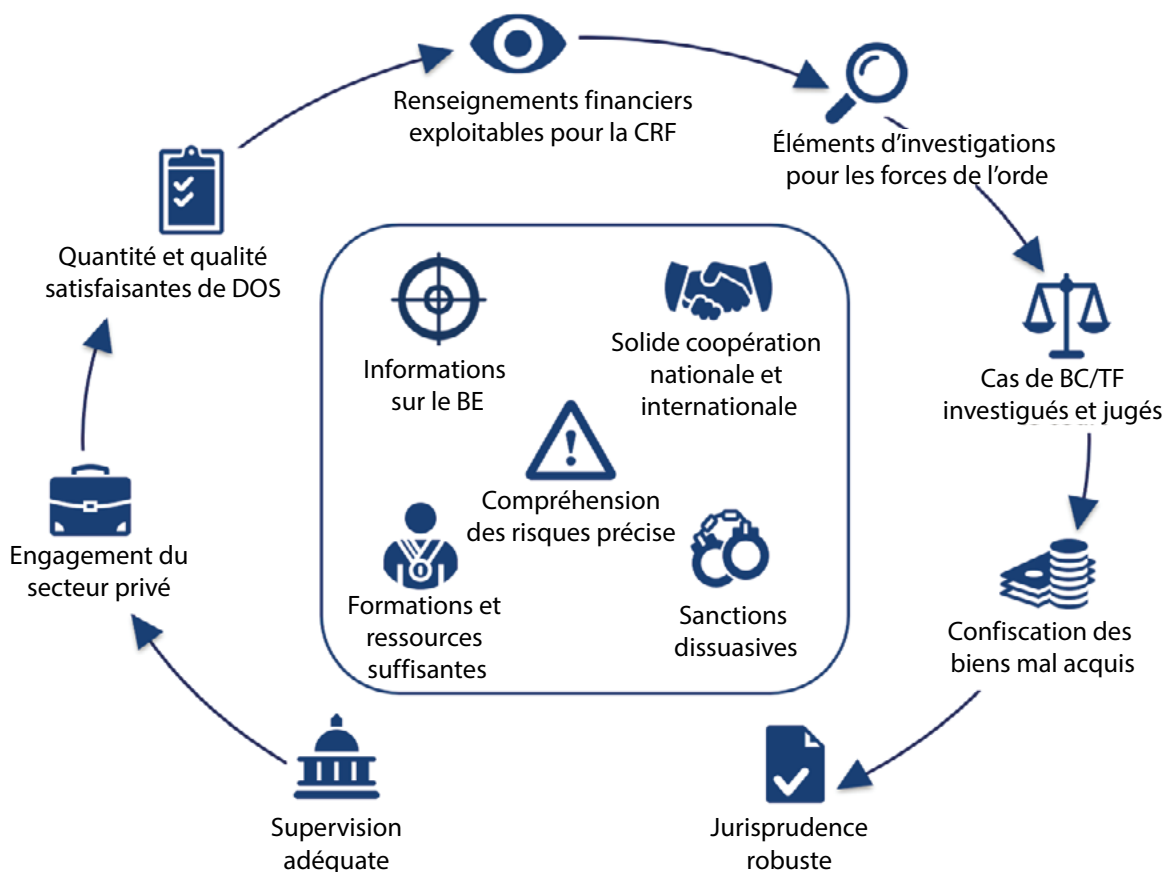 Renseignements financiers
exploitables pour la CRF
Éléments d’investigations
pour les forces de l’orde
Quantité et qualité
satisfaisantes de DOS
Informations
sur le BE
Solide coopération
nationale et
internationale
Cas de BC/TF
investigués et jugés
Compréhension
des risques précise
Engagement du
secteur privé
Formations et
ressources
suffisantes
Sanctions
dissuasives
Confiscation des
biens mal acquis
Supervision
adéquate
Jurisprudence
robuste